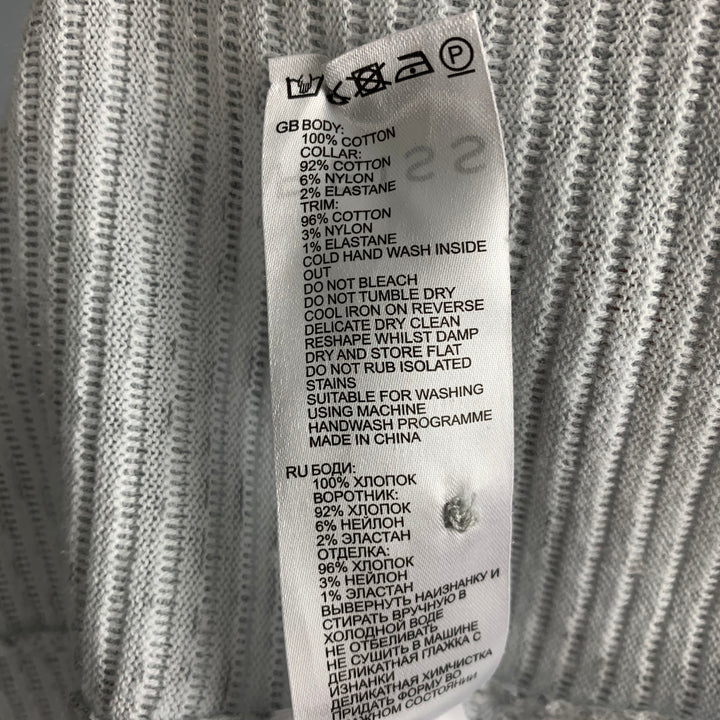 P
GB BODY:
100% COTTON
COLLAR:
92% COTTON
6% NYLON
2% ELASTANE
TRIM:
96% COTTON
3% NYLON
1% ELASTANE
COLD HAND WASH INSIDE
OUT
DO NOT BLEACH
DO NOT TUMBLE DRY
COOL IRON ON REVERSE
DELICATE DRY CLEAN
RESHAPE WHILST DAMP
DRY AND STORE FLAT
DO NOT RUB ISOLATED
STAINS
SUITABLE FOR WASHING
USING MACHINE
HANDWASH PROGRAMME
MADE IN CHINA
RU БОДИ:
100% ХЛОПОК
ВОРОТНИК:
92% ХЛОПОК
6% НЕЙЛОН
2% ЭЛАСТАН
ОТДЕЛКА:
96% ХЛОПОК
3% НЕЙЛОН
1% ЭЛАСТАН
ВЫВЕРНУТЬ НАИЗНАНКУ И
СТИРАТЬ ВРУЧНУЮ В
ХОЛОДНОЙ ВОДЕ
НЕ ОТБЕЛИВАТЬ
НЕ СУШИТЬ В МАШИНЕ
ДЕЛИКАТНАЯ ГЛАЖКА С
ИЗНАНКИ
ДЕЛИКАТНАЯ ХИМЧИСТКА
ПРИДАТЬ ФОРМУ ВО
СОСТОЯНИИ